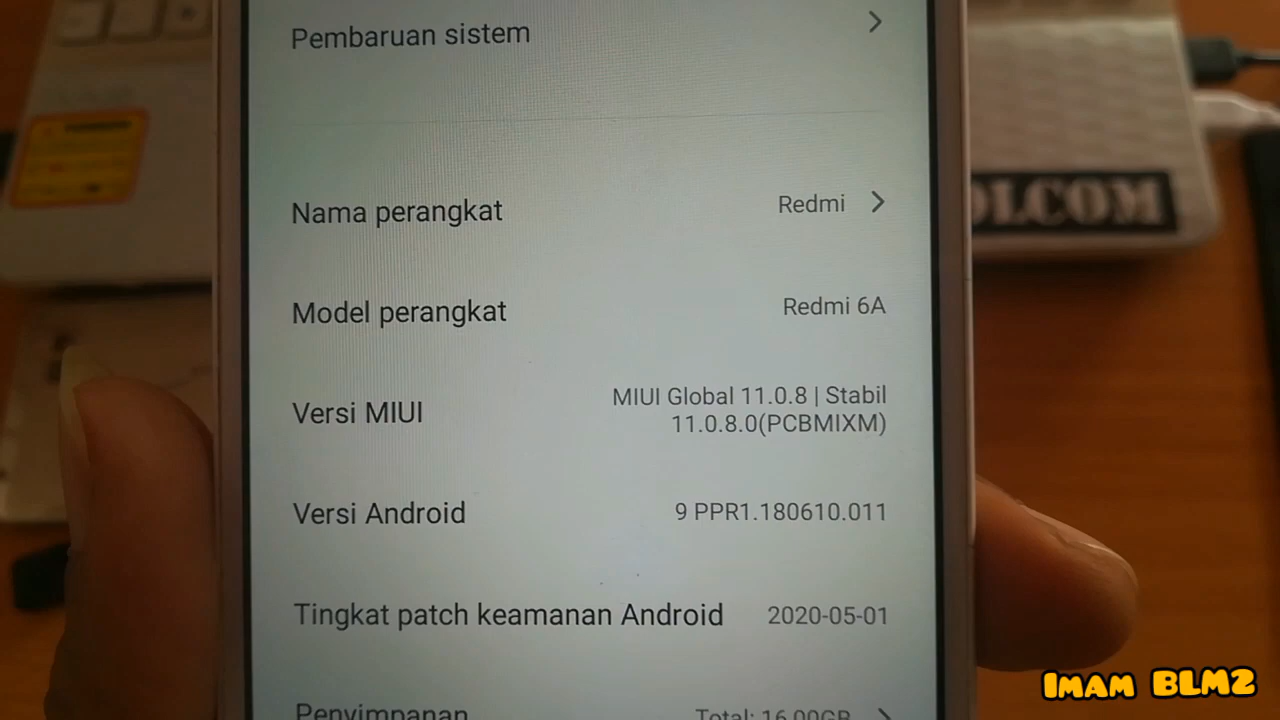 Pembaruan sistem
Nama perangkat
Redmi
Model perangkat
Redmi 6A
Versi MIUI
MIUI Global 11.0.8 | Stabil
11.0.8.0(PCBMIXM)
Versi Android
9 PPR1.180610.011
Tingkat patch keamanan Android
2020-05-01
Penyimpanan
Total: 16.00GB
OLCOM
Imam BLM2